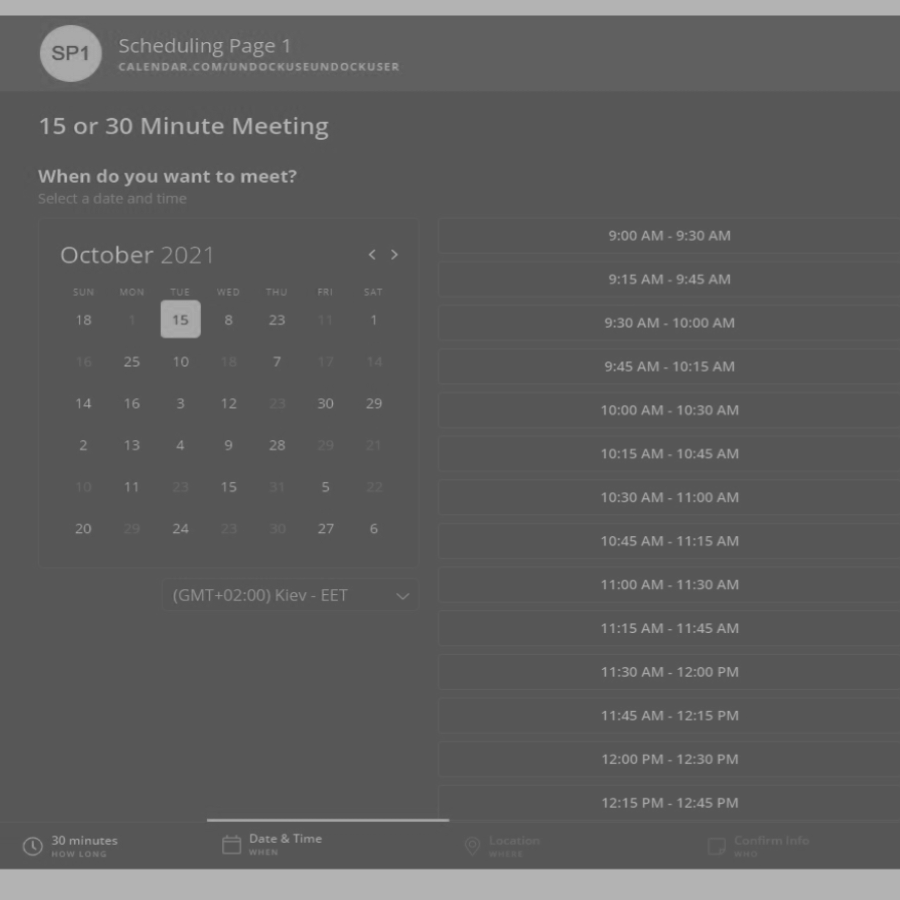 SP1
Scheduling Page 1
CALENDAR.COM/UNDOCKUSEUNDOCKUSER
15 or 30 Minute Meeting
When do you want to meet?
Select a date and time
October 2021
SUN MON TUE WED THU FRI SAT
18 1 15 8 23 11 1
16 25 10 18 7 17 14
14 16 3 12 23 30 29
2 13 4 9 28 29 21
10 11 23 15 31 5 22
20 29 24 23 30 27 6
(GMT+02:00) Kiev - EET
9:00 AM - 9:30 AM
9:15 AM - 9:45 AM
9:30 AM - 10:00 AM
9:45 AM - 10:15 AM
10:00 AM - 10:30 AM
10:15 AM - 10:45 AM
10:30 AM - 11:00 AM
10:45 AM - 11:15 AM
11:00 AM - 11:30 AM
11:15 AM - 11:45 AM
11:30 AM - 12:00 PM
11:45 AM - 12:15 PM
12:00 PM - 12:30 PM
12:15 PM - 12:45 PM
30 minutes
HOW LONG
Date & Time
WHEN
Location
WHERE
Confirm Info
WHO